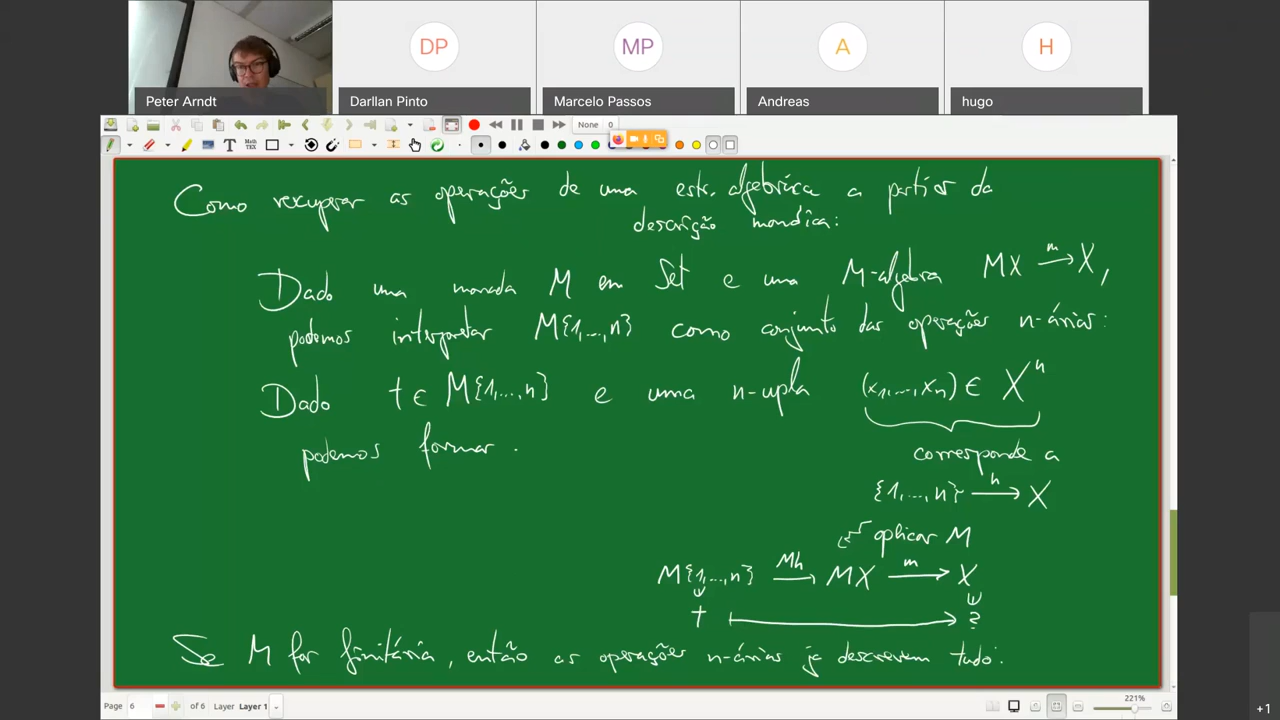 DP
MP
A
H
Peter Arndt
Darllan Pinto
Marcelo Passos
Andreas
hugo
None 0
Como recuperar as operações de uma estr. algébrica a partir da
descrição monádica:
Dado uma monada M em Set e uma M-algebra MX →m X,
podemos interpretar M{1,...,n} como conjunto das operações n-árias:
Dado t ∈ M{1,...,n} e uma n-upla (x₁,...,xₙ) ∈ Xⁿ
podemos formar .
corresponde a
{1,...,n} →h X
aplicar M
M{1,...,n} →Mh MX →m X
t ↦ ?
Se M for finitária, então as operações n-árias ja descrevem tudo.
Page 6 of 6 Layer Layer 1
221%
+1